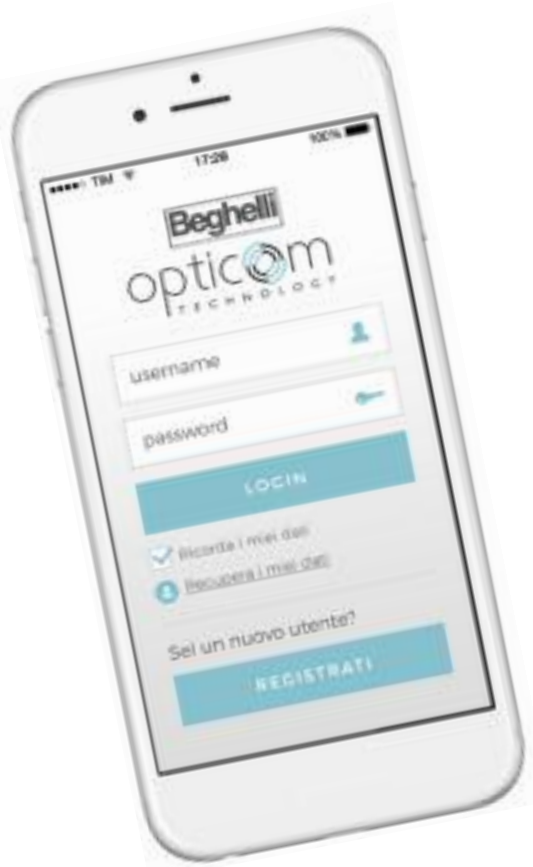 TIM 17:28 100%
Beghelli
opticom
TECHNOLOGY
username
password
LOGIN
Ricorda i miei dati
Recupera i miei dati
Sei un nuovo utente?
REGISTRATI